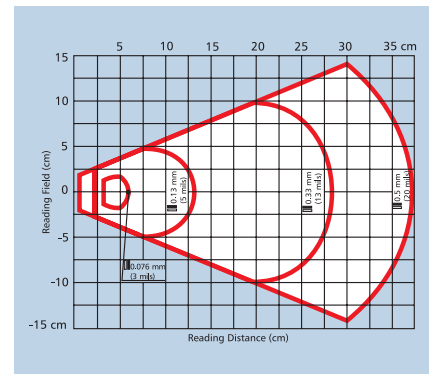 5 10 15 20 25 30 35 cm
15
10
5
0
-5
-10
-15 cm
Reading Field (cm)
0.076 mm
(3 mils)
0.13 mm
(5 mils)
0.33 mm
(13 mils)
0.5 mm
(20 mils)
Reading Distance (cm)